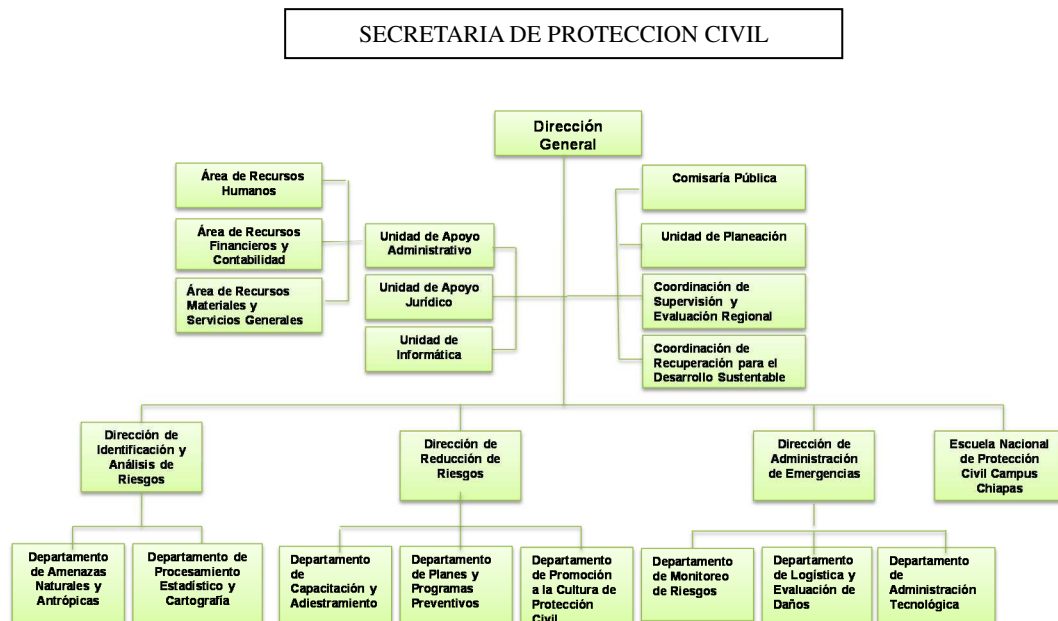 SECRETARIA DE PROTECCION CIVIL
Dirección
General
Área de Recursos
Humanos
Área de Recursos
Financieros y
Contabilidad
Área de Recursos
Materiales y
Servicios Generales
Unidad de Apoyo
Administrativo
Unidad de Apoyo
Jurídico
Unidad de
Informática
Comisaría Pública
Unidad de Planeación
Coordinación de
Supervisión y
Evaluación Regional
Coordinación de
Recuperación para el
Desarrollo Sustentable
Dirección de
Identificación y
Análisis de
Riesgos
Dirección de
Reducción de
Riesgos
Dirección de
Administración
de Emergencias
Escuela Nacional
de Protección
Civil Campus
Chiapas
Departamento
de Amenazas
Naturales y
Antrópicas
Departamento de
Procesamiento
Estadístico y
Cartografía
Departamento
de
Capacitación y
Adiestramiento
Departamento
de Planes y
Programas
Preventivos
Departamento
de Promoción
a la Cultura de
Protección
Civil
Departamento
de Monitoreo
de Riesgos
Departamento
de Logística y
Evaluación de
Daños
Departamento
de
Administración
Tecnológica